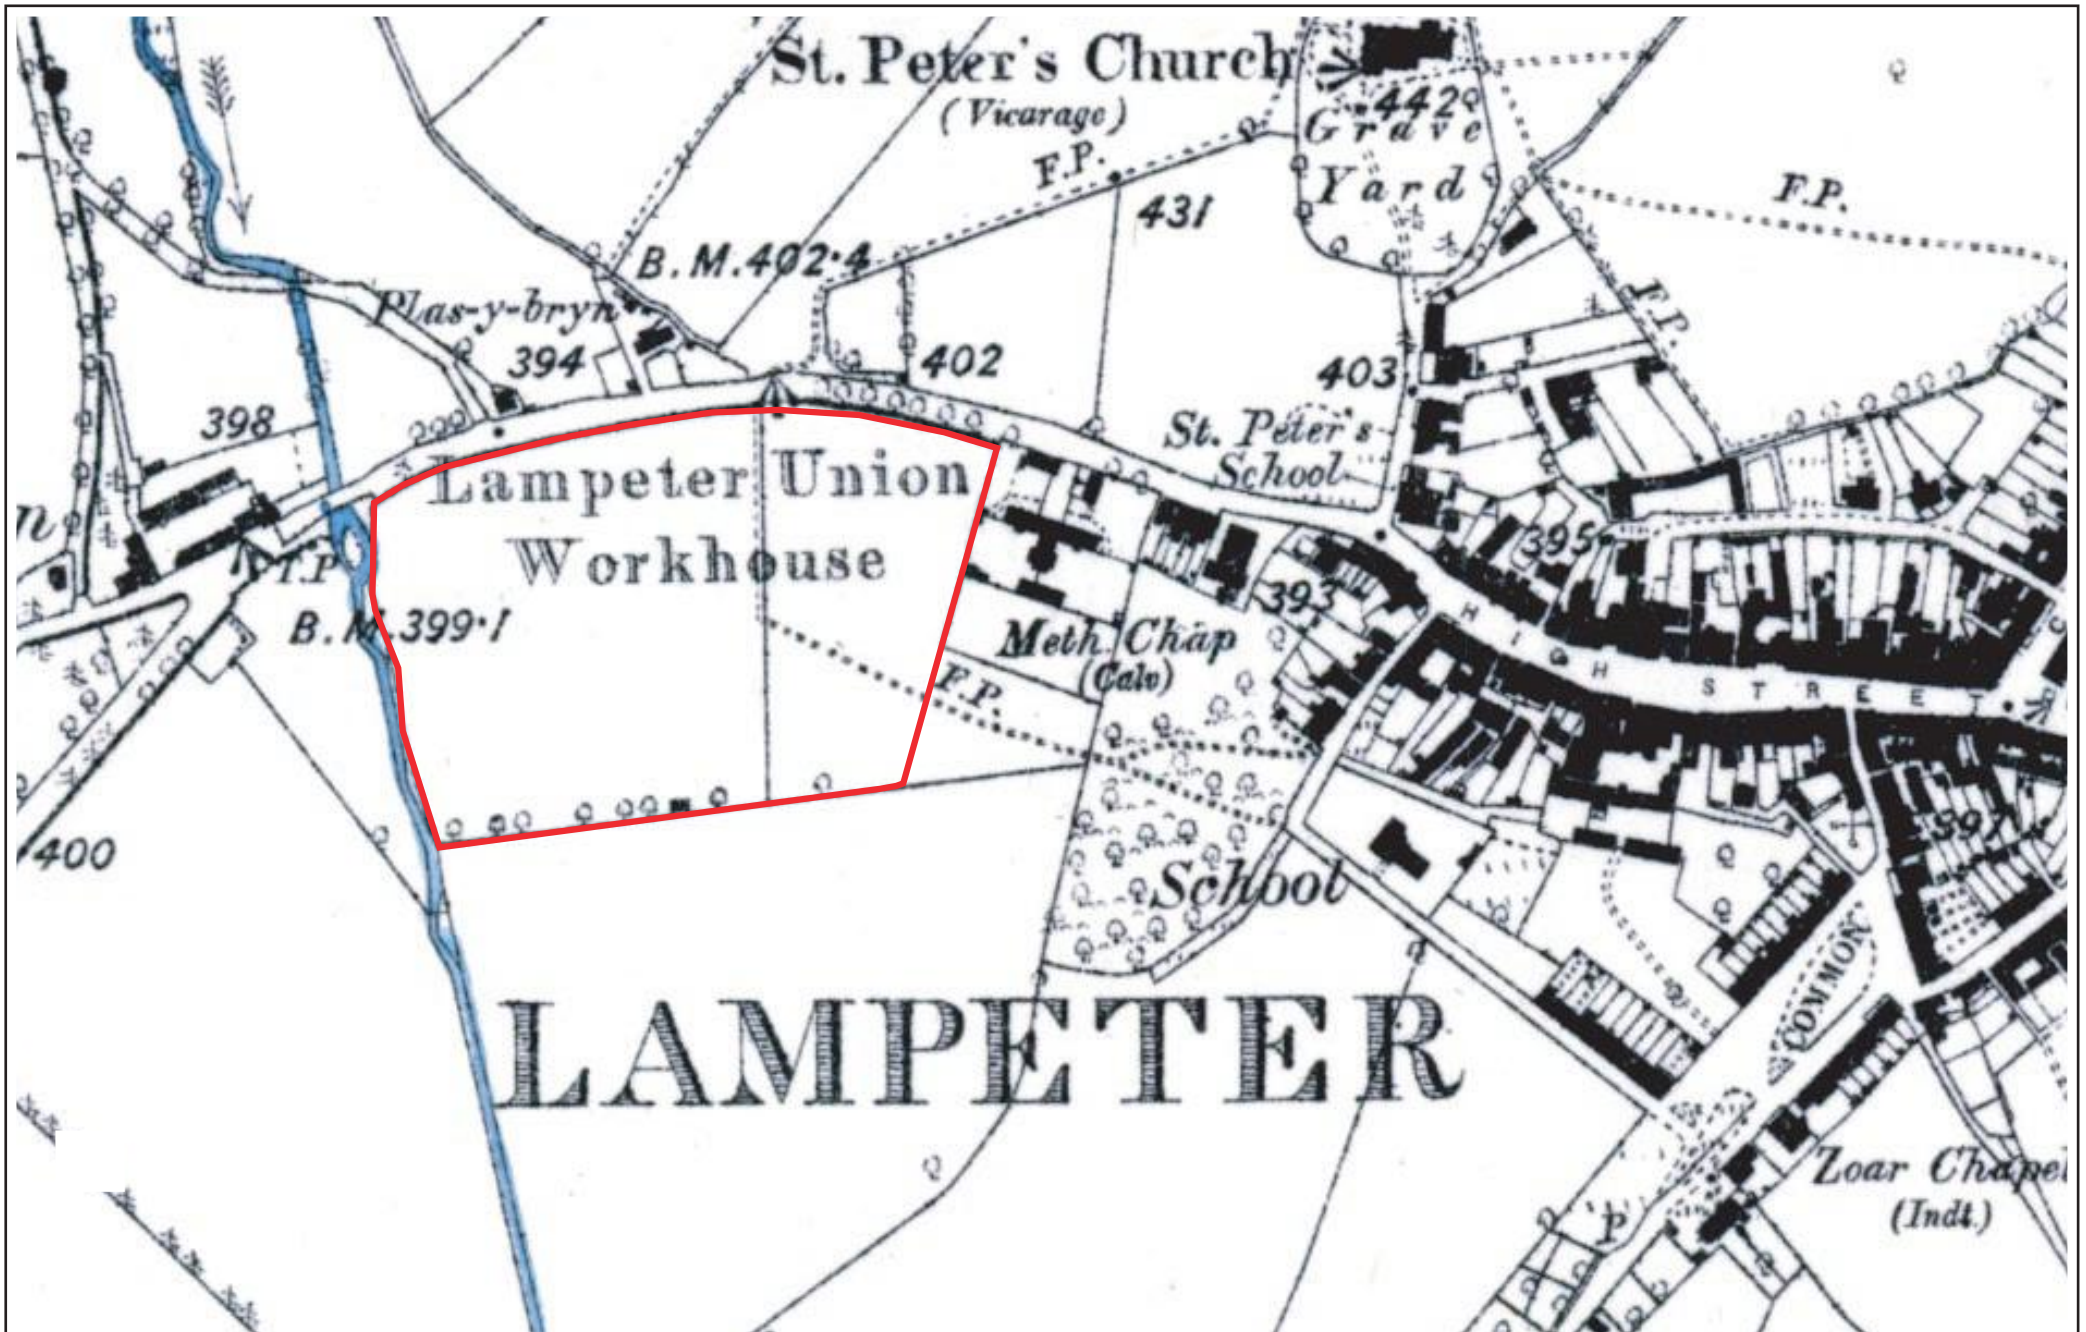 St. Peter's Church
(Vicarage)
442
Grave
Yard
F.P.
431
F.P.
B.M.402·4
Plas-y-bryn
F.P.
394
402
403
398
St. Peter's
School
Lampeter Union
Workhouse
n
T.P
395
393
B.M.399·1
Meth. Chap
(Calv)
F.P.
HIGH STREET
400
397
School
COMMON
LAMPETER
Zoar Chapel
(Indt.)
P